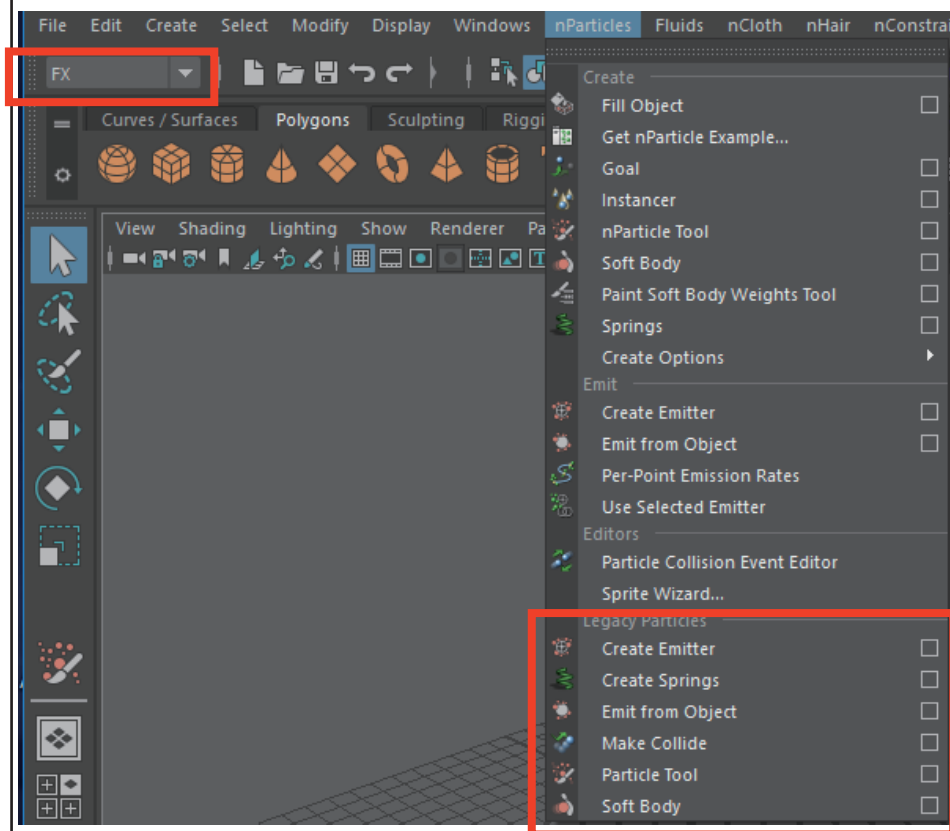 File Edit Create Select Modify Display Windows nParticles Fluids nCloth nHair nConstrai
FX
Curves / Surfaces Polygons Sculpting Riggi
View Shading Lighting Show Renderer Pa
Create
Fill Object
Get nParticle Example...
Goal
Instancer
nParticle Tool
Soft Body
Paint Soft Body Weights Tool
Springs
Create Options
Emit
Create Emitter
Emit from Object
Per-Point Emission Rates
Use Selected Emitter
Editors
Particle Collision Event Editor
Sprite Wizard...
Legacy Particles
Create Emitter
Create Springs
Emit from Object
Make Collide
Particle Tool
Soft Body